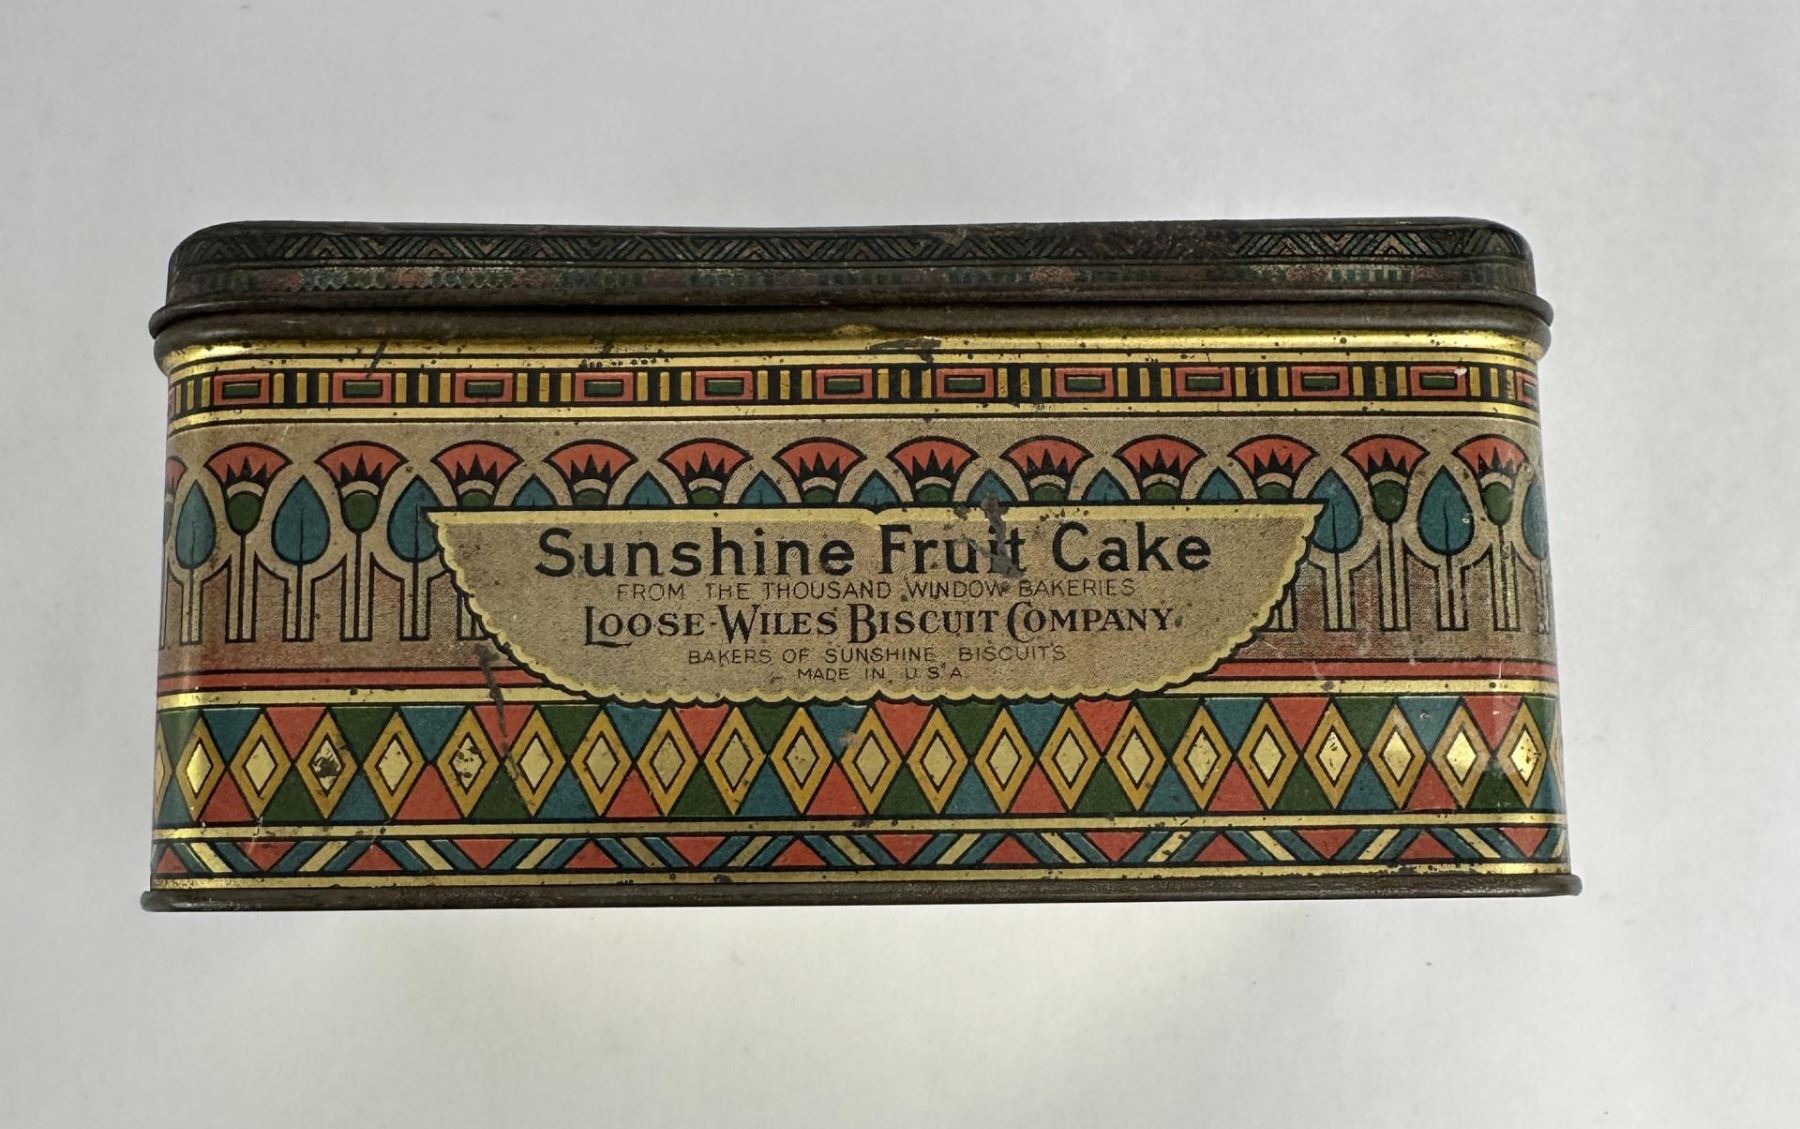 Sunshine Fruit Cake
FROM THE THOUSAND WINDOW BAKERIES
LOOSE-WILES BISCUIT COMPANY
BAKERS OF SUNSHINE BISCUITS
MADE IN U.S.A.